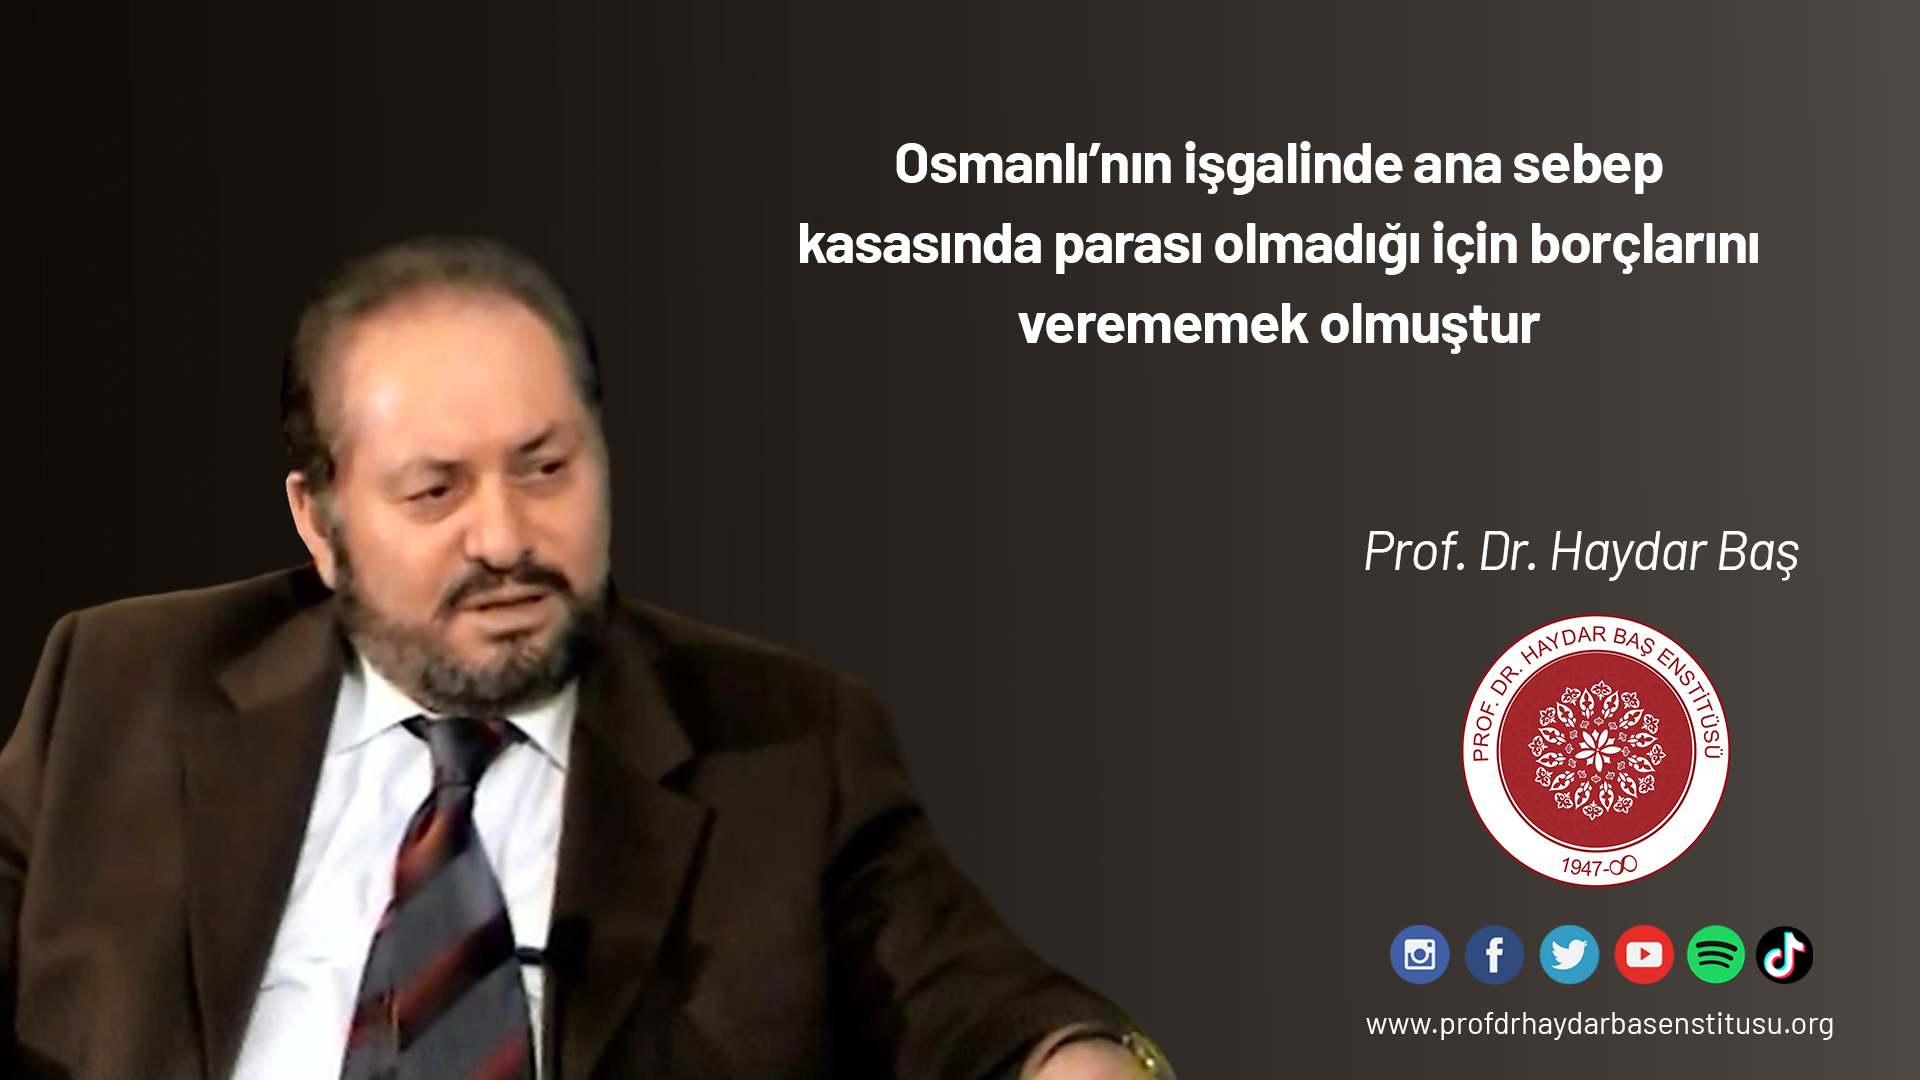 Osmanlı’nın işgalinde ana sebep
kasasında parası olmadığı için borçlarını
verememek olmuştur
Prof. Dr. Haydar Baş
PROF. DR. HAYDAR BAŞ ENSTİTÜSÜ
1947-∞
www.profdrhaydarbasenstitusu.org